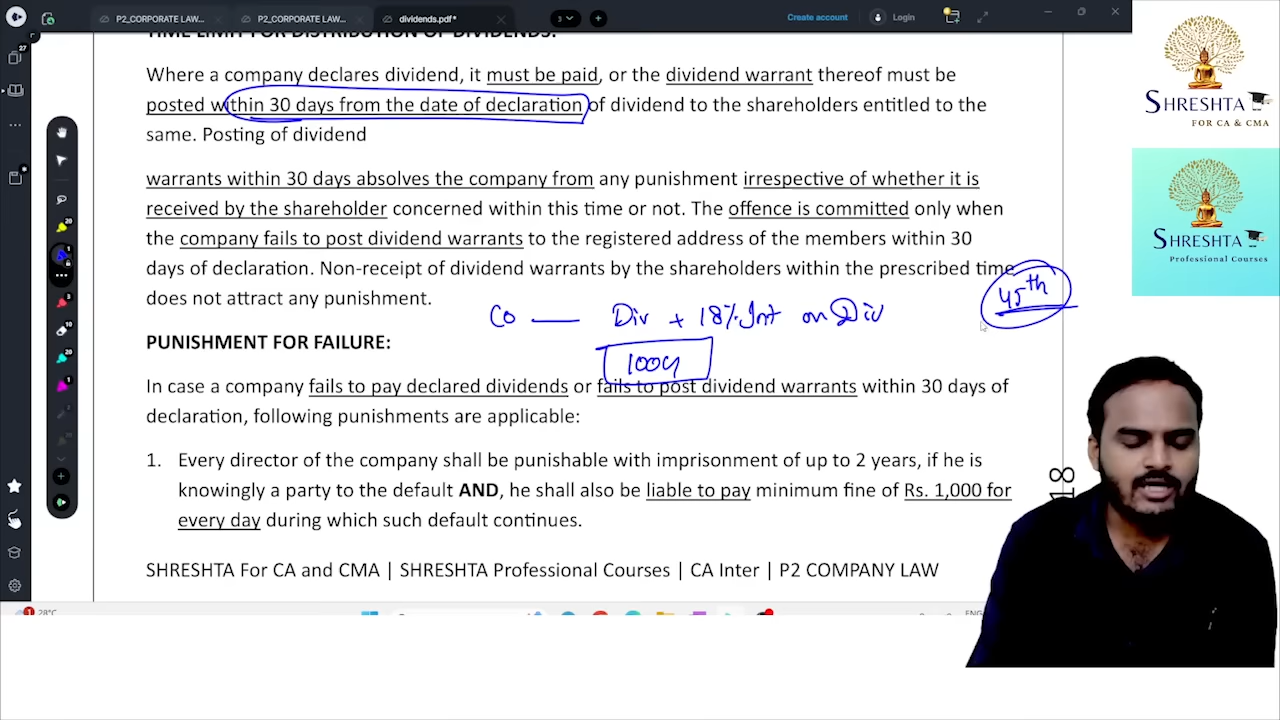 P2_CORPORATE LAW...
P2_CORPORATE LAW...
dividends.pdf*
3
Create account
Login
27
TIME LIMIT FOR DISTRIBUTION OF DIVIDENDS:
Where a company declares dividend, it must be paid, or the dividend warrant thereof must be
posted within 30 days from the date of declaration of dividend to the shareholders entitled to the
same. Posting of dividend
warrants within 30 days absolves the company from any punishment irrespective of whether it is
received by the shareholder concerned within this time or not. The offence is committed only when
the company fails to post dividend warrants to the registered address of the members within 30
days of declaration. Non-receipt of dividend warrants by the shareholders within the prescribed time
does not attract any punishment.
45th
Co — Div + 18% Int on Div
PUNISHMENT FOR FAILURE:
In case a company fails to pay declared dividends or fails to post dividend warrants within 30 days of
declaration, following punishments are applicable:
1. Every director of the company shall be punishable with imprisonment of up to 2 years, if he is
knowingly a party to the default AND, he shall also be liable to pay minimum fine of Rs. 1,000 for
every day during which such default continues.
18
SHRESHTA For CA and CMA | SHRESHTA Professional Courses | CA Inter | P2 COMPANY LAW
28°C
ENG
SHRESHTA
FOR CA & CMA
SHRESHTA
Professional Courses